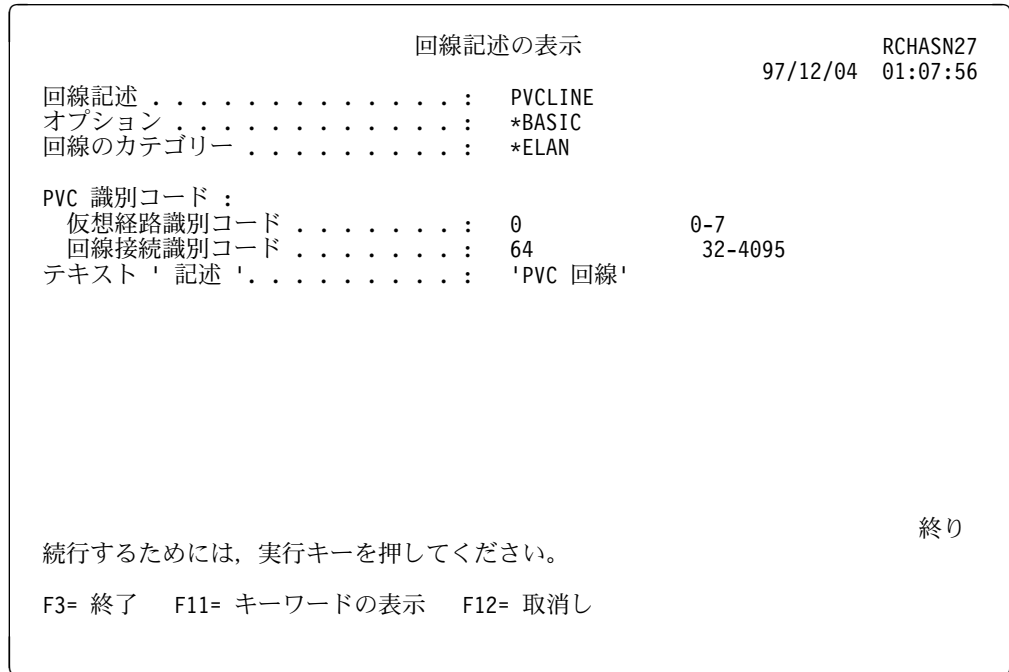 回線記述の表示 RCHASN27
97/12/04 01:07:56
回線記述 . . . . . . . . . . . . . . : PVCLINE
オプション . . . . . . . . . . . . . : *BASIC
回線のカテゴリー . . . . . . . . . . : *ELAN
PVC 識別コード :
仮想経路識別コード . . . . . . . . : 0 0-7
回線接続識別コード . . . . . . . . : 64 32-4095
テキスト ' 記述 '. . . . . . . . . . : 'PVC 回線'
終り
続行するためには, 実行キーを押してください。
F3= 終了 F11= キーワードの表示 F12= 取消し